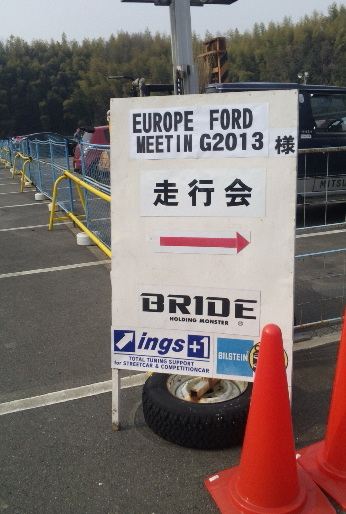 EUROPE FORD
MEETIN G2013 様
走行会
BRIDE
HOLDING MONSTER ®
ings+1
TOTAL TUNING SUPPORT
for STREETCAR & COMPETITIONCAR
BILSTEIN
MITS